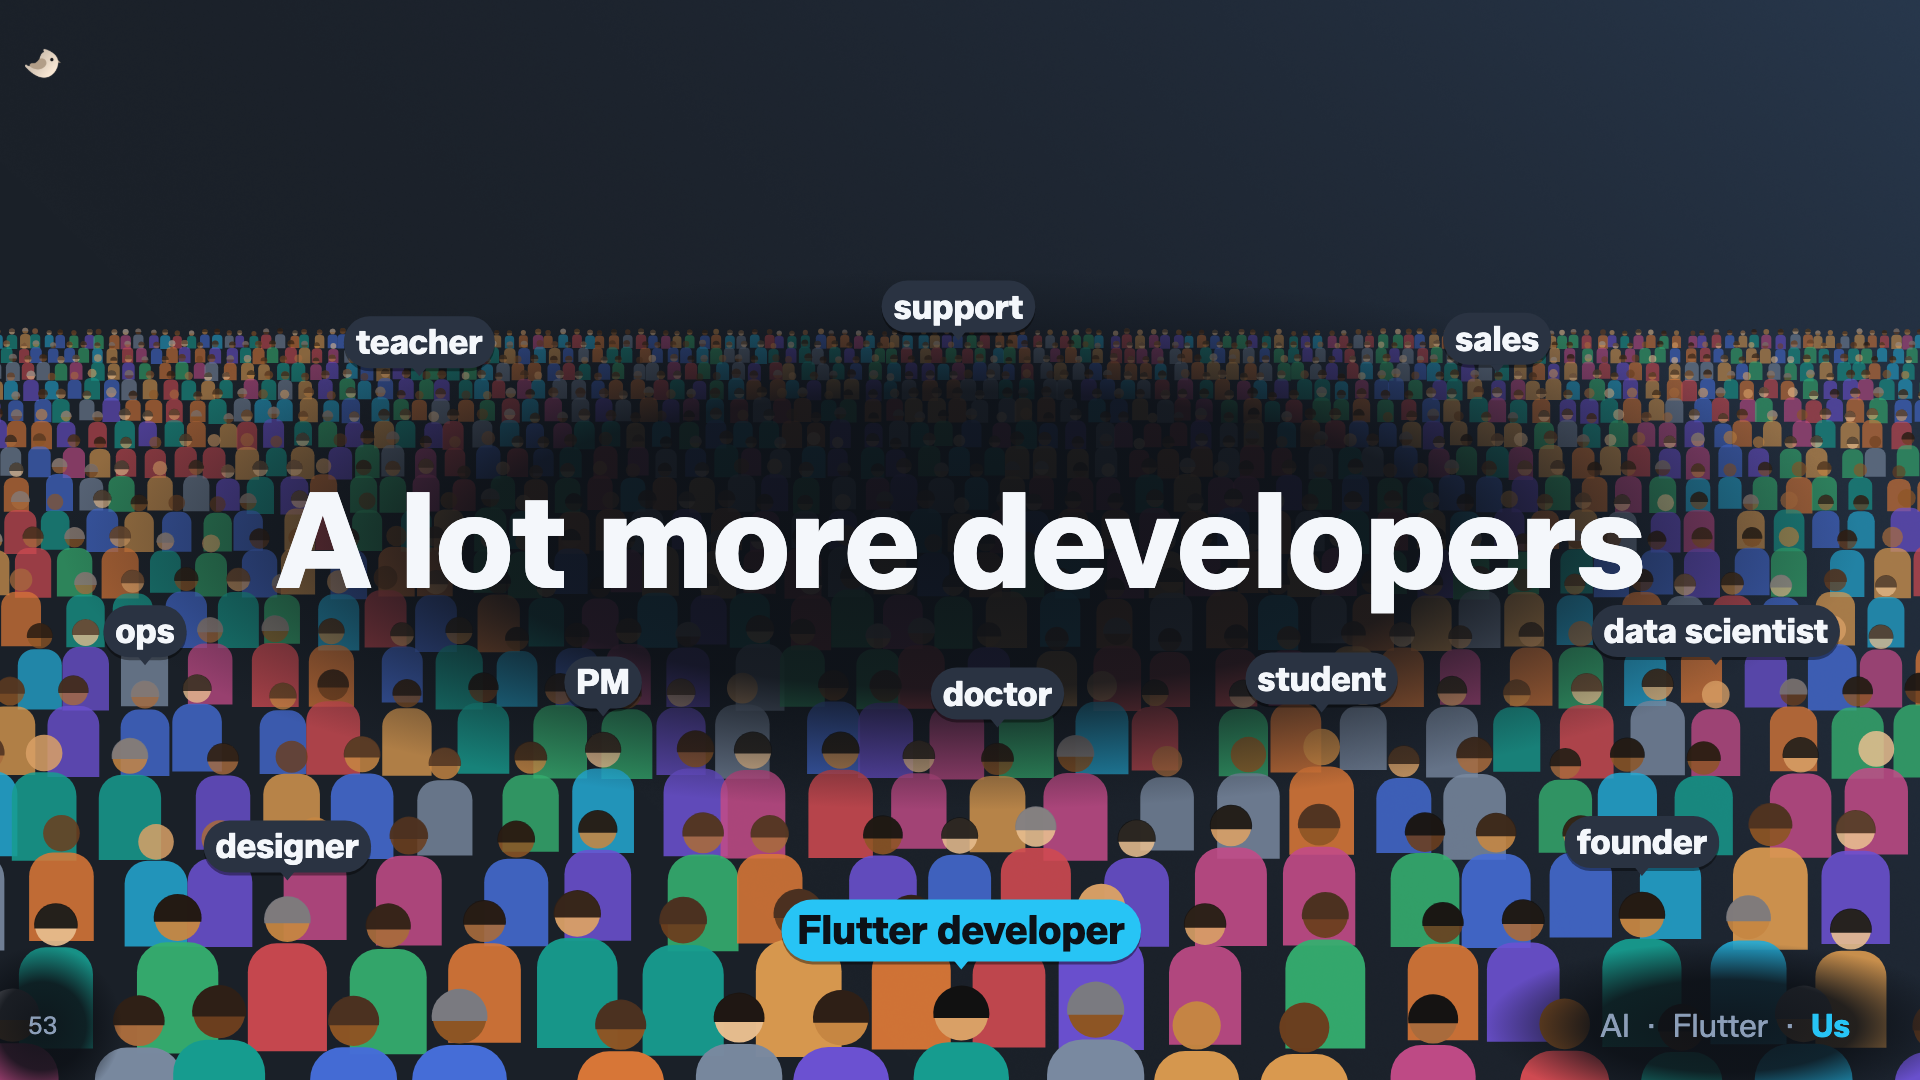 support
teacher
sales
A lot more developers
ops
data scientist
PM
doctor
student
designer
founder
Flutter developer
53
AI · Flutter · Us